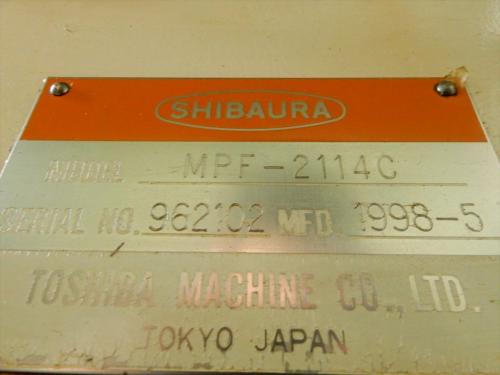 SHIBAURA
MODEL MPF-2114C
SERIAL NO. 962102 MFD. 1998-5
TOSHIBA MACHINE CO., LTD.
TOKYO JAPAN